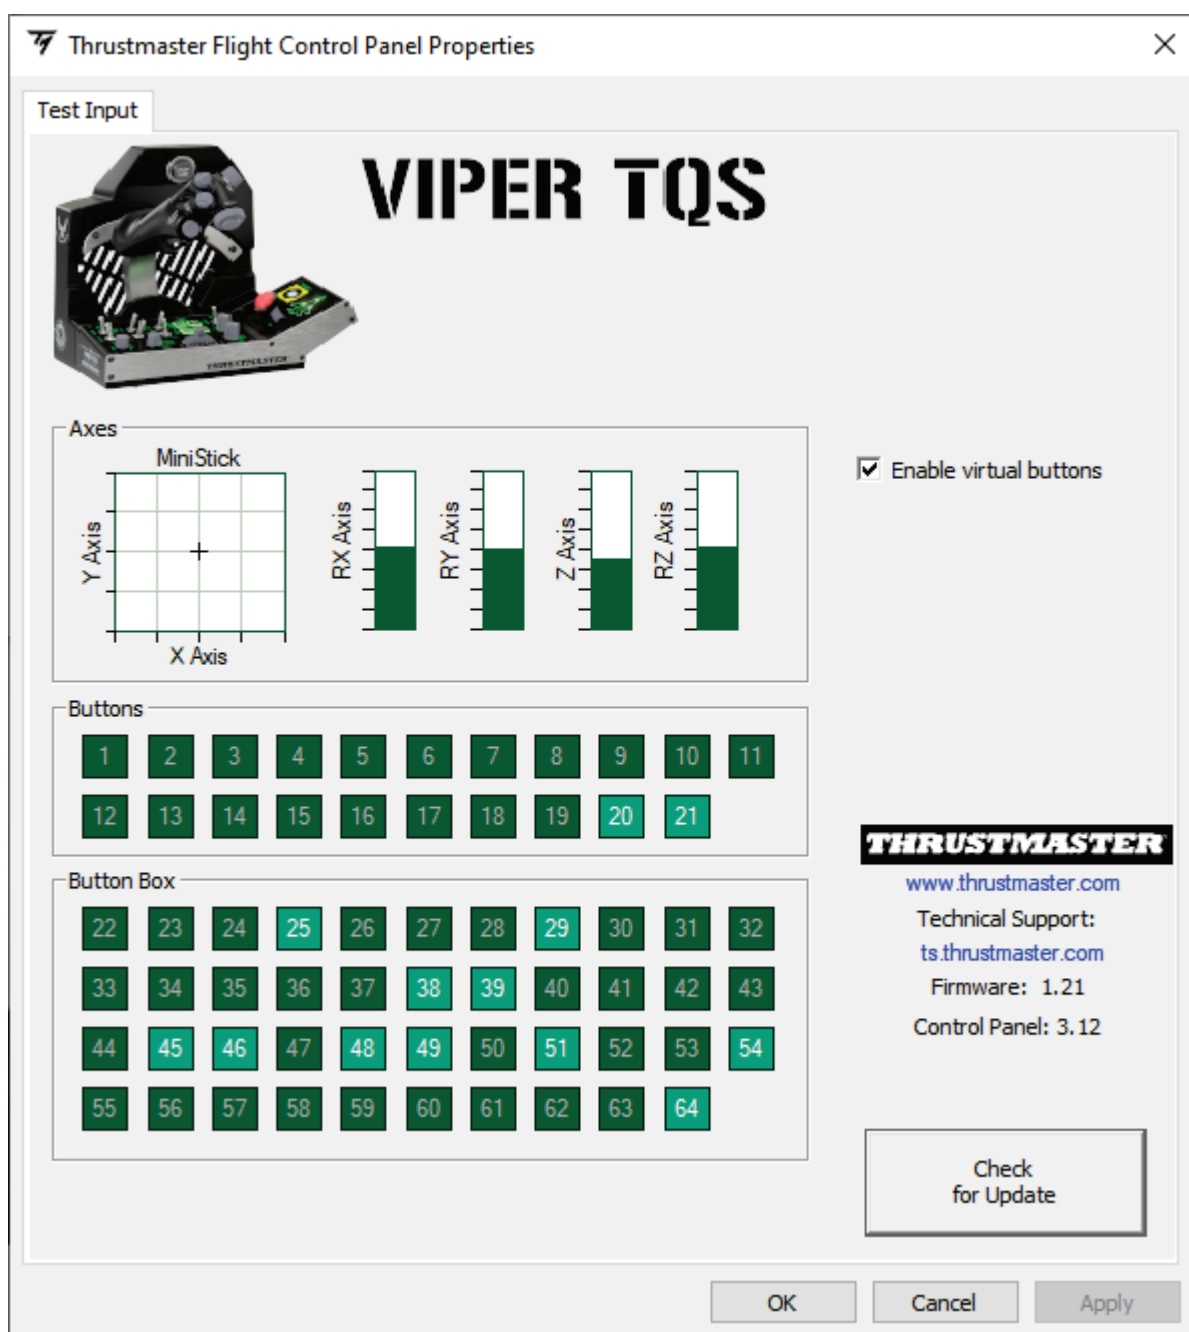 Thrustmaster Flight Control Panel Properties
Test Input
VIPER TQS
THRUSTMASTER
Axes
MiniStick
Y Axis
X Axis
RX Axis
RY Axis
Z Axis
RZ Axis
Enable virtual buttons
Buttons
1 2 3 4 5 6 7 8 9 10 11
12 13 14 15 16 17 18 19 20 21
Button Box
22 23 24 25 26 27 28 29 30 31 32
33 34 35 36 37 38 39 40 41 42 43
44 45 46 47 48 49 50 51 52 53 54
55 56 57 58 59 60 61 62 63 64
THRUSTMASTER
www.thrustmaster.com
Technical Support:
ts.thrustmaster.com
Firmware: 1.21
Control Panel: 3.12
Check
for Update
OK Cancel Apply